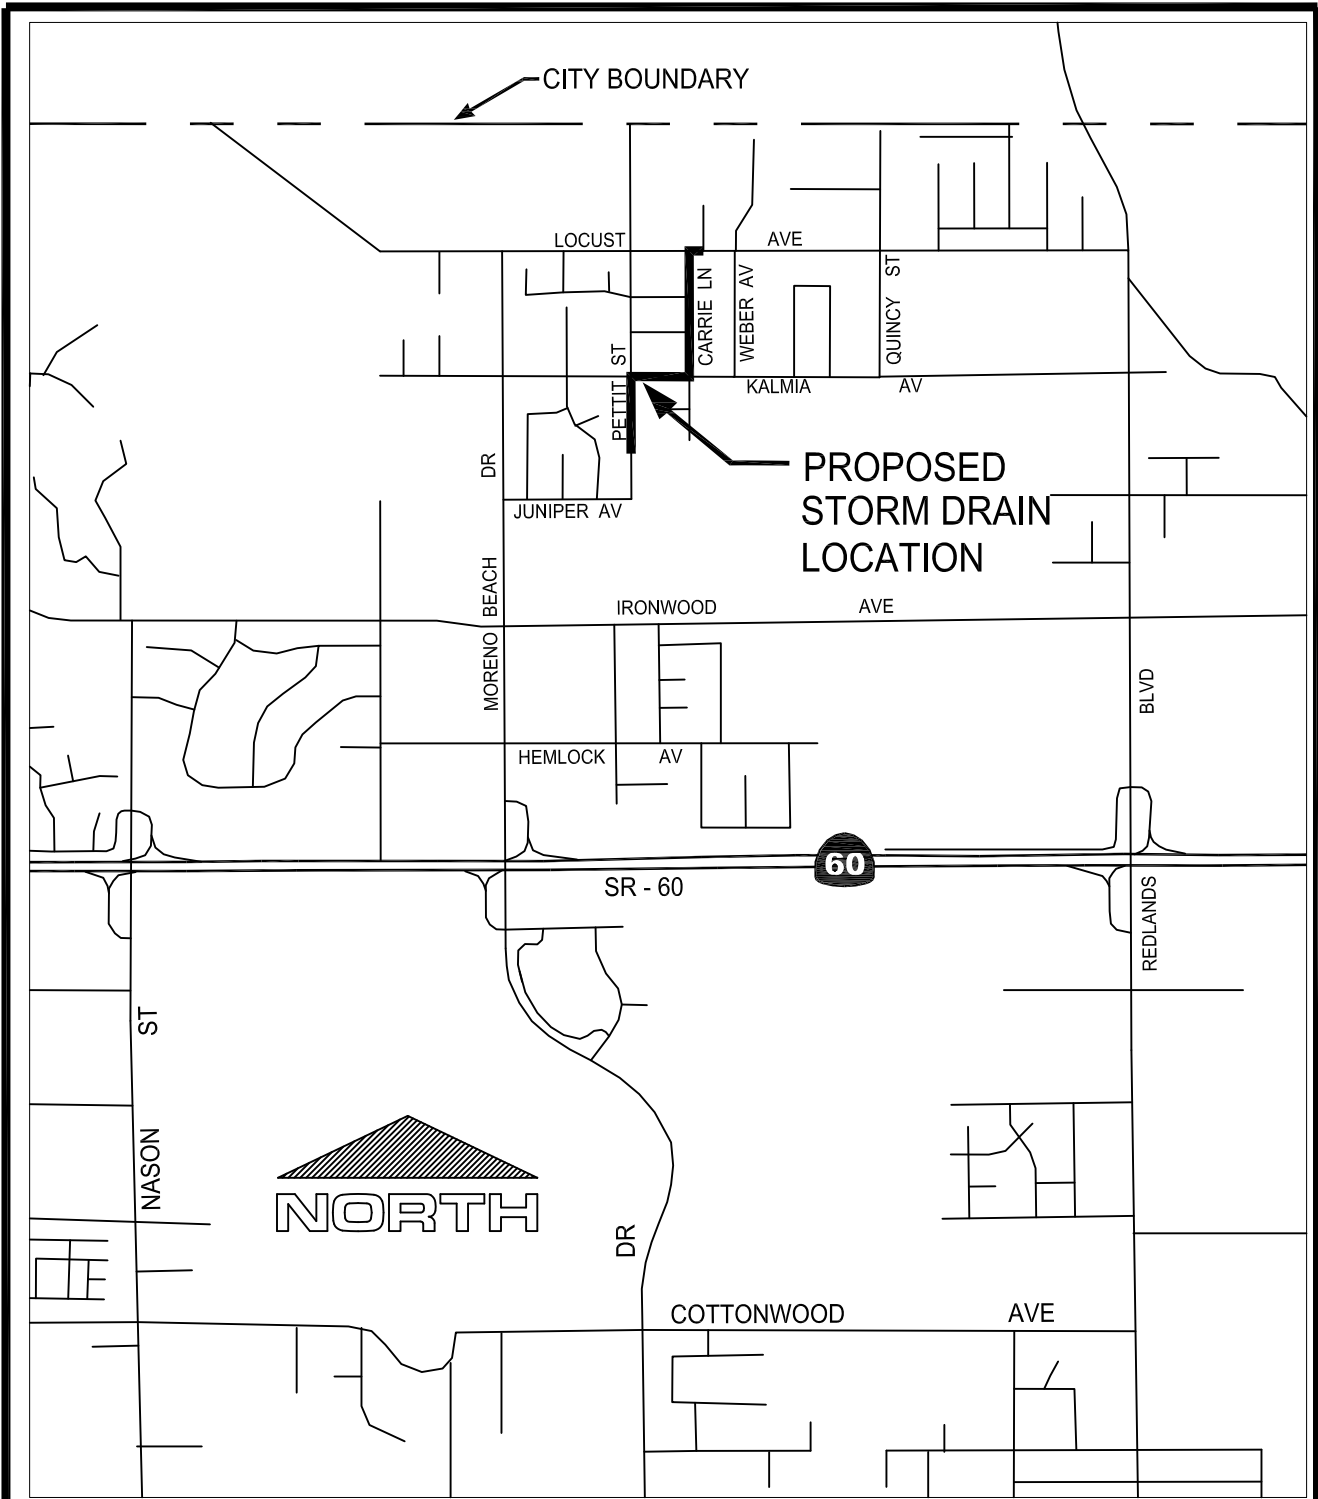 CITY BOUNDARY
LOCUST AVE
CARRIE LN
WEBER AV
QUINCY ST
PETTIT ST
KALMIA AV
PROPOSED
STORM DRAIN
LOCATION
JUNIPER AV
MORENO BEACH DR
IRONWOOD AVE
HEMLOCK AV
REDLANDS BLVD
60
SR - 60
NASON ST
NORTH
DR
COTTONWOOD AVE